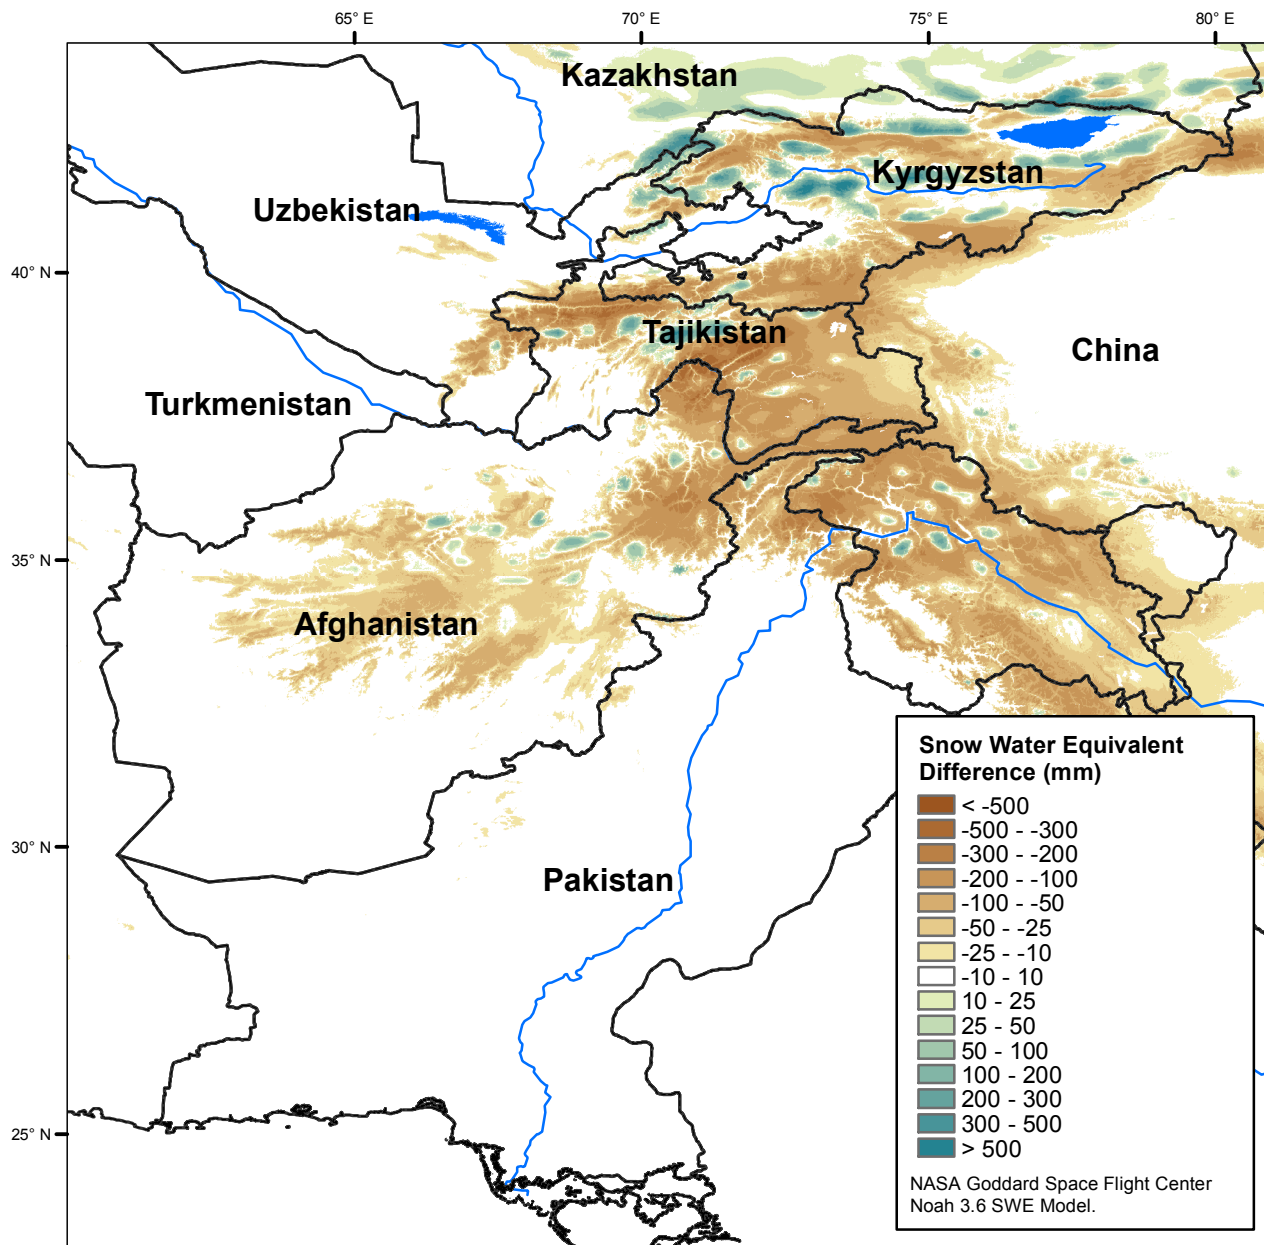 65° E
70° E
75° E
80° E
Kazakhstan
Kyrgyzstan
Uzbekistan
40° N
Tajikistan
China
Turkmenistan
35° N
Afghanistan
Snow Water Equivalent
Difference (mm)
< -500
-500 - -300
-300 - -200
-200 - -100
-100 - -50
-50 - -25
-25 - -10
-10 - 10
10 - 25
25 - 50
50 - 100
100 - 200
200 - 300
300 - 500
> 500
NASA Goddard Space Flight Center
Noah 3.6 SWE Model.
30° N
Pakistan
25° N